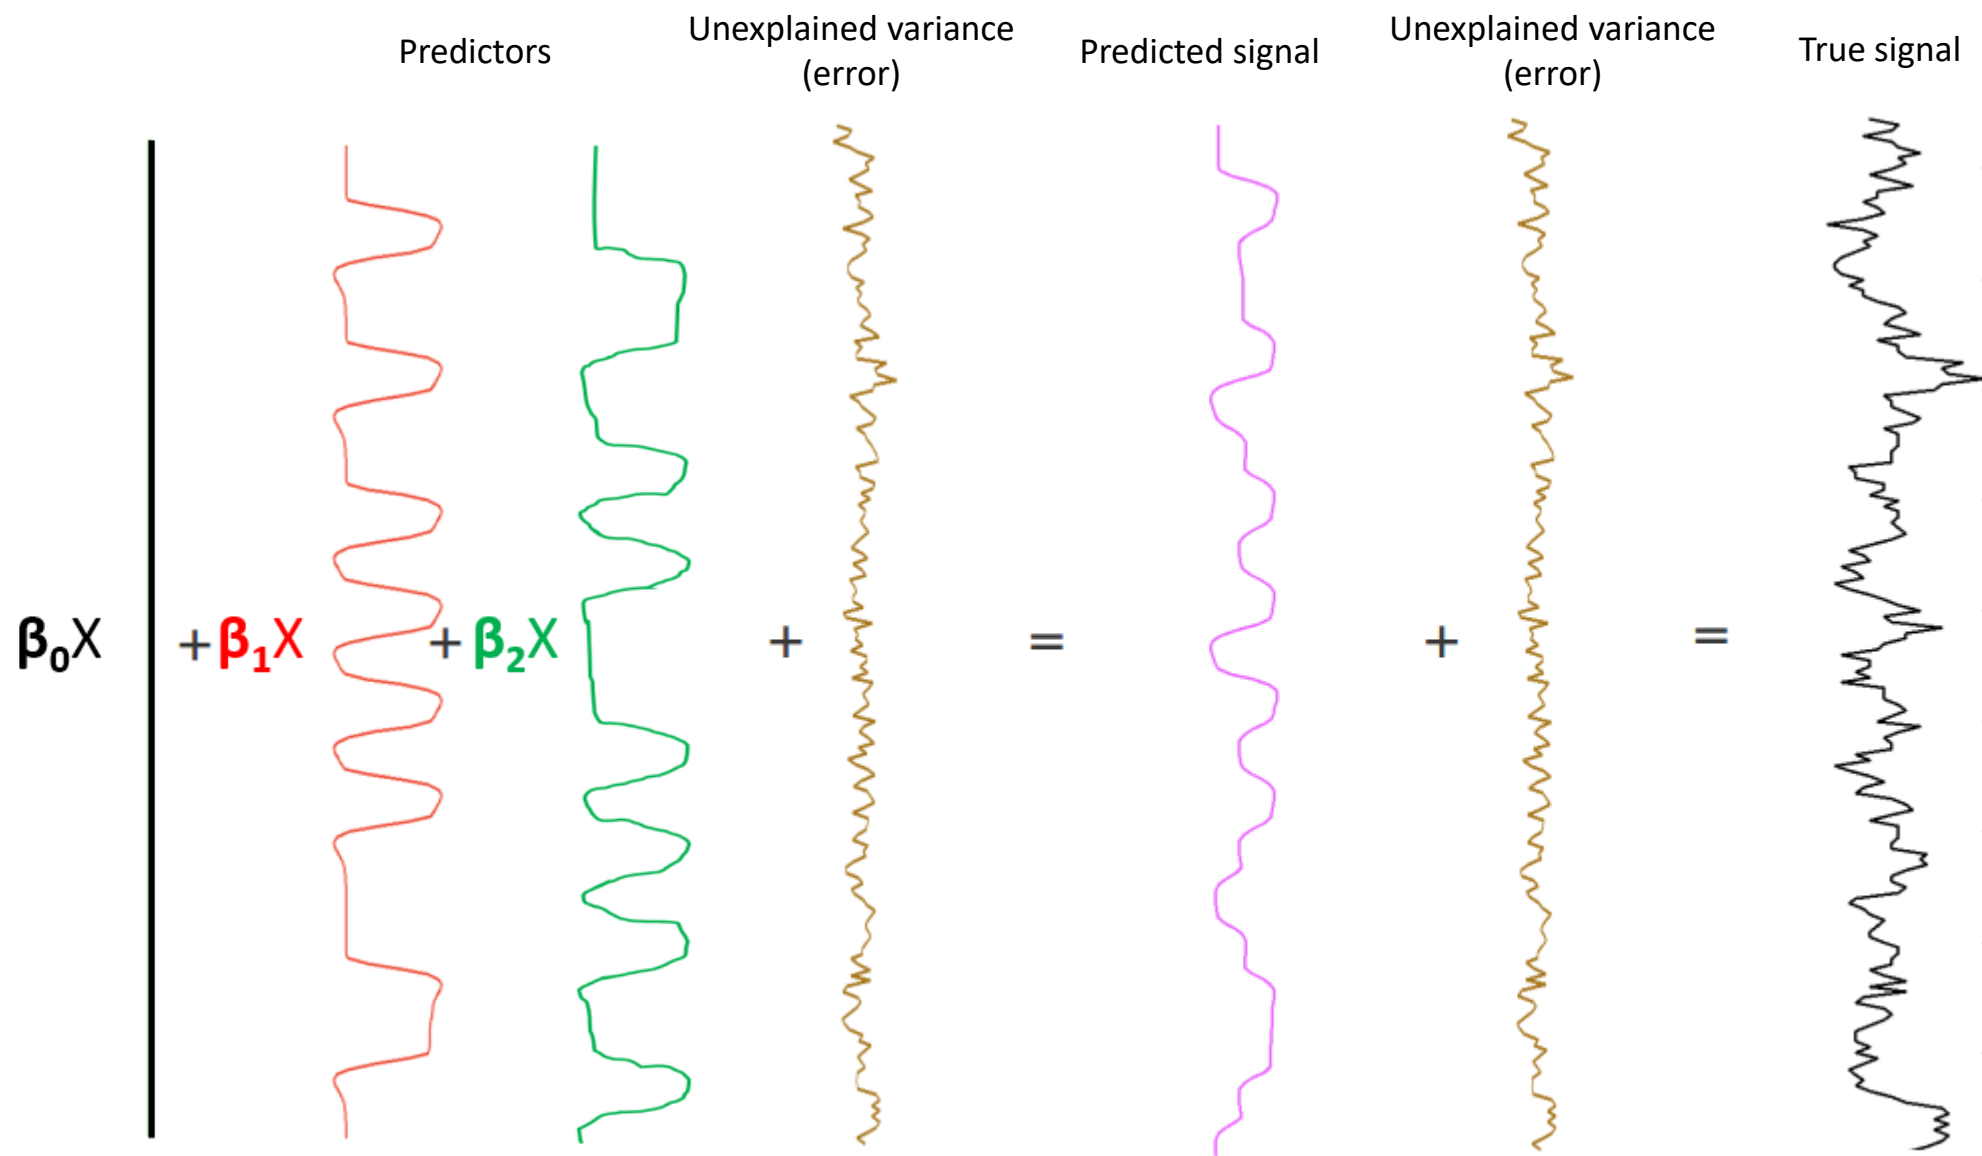 Predictors
Unexplained variance
(error)
Predicted signal
Unexplained variance
(error)
True signal
β₀X
+ β₁X
+ β₂X
+
=
+
=